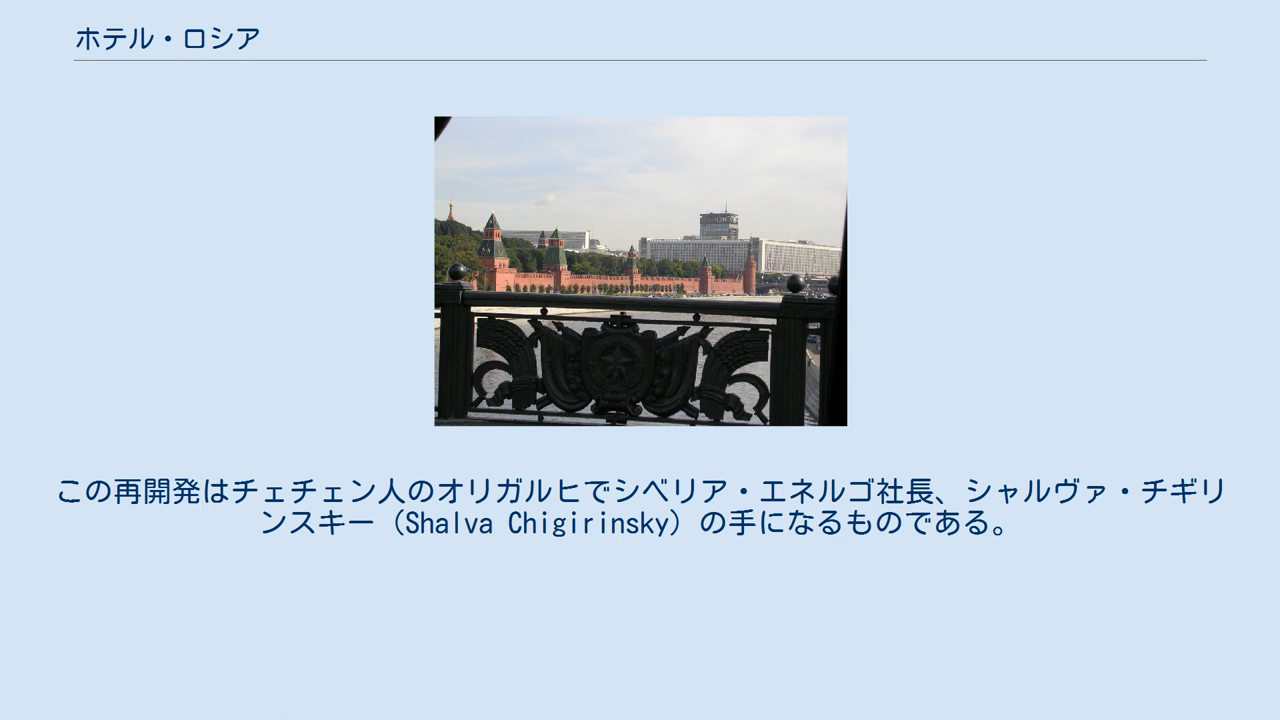 ホテル・ロシア
この再開発はチェチェン人のオリガルヒでシベリア・エネルゴ社長、シャルヴァ・チギリ
ンスキー（Shalva Chigirinsky）の手になるものである。